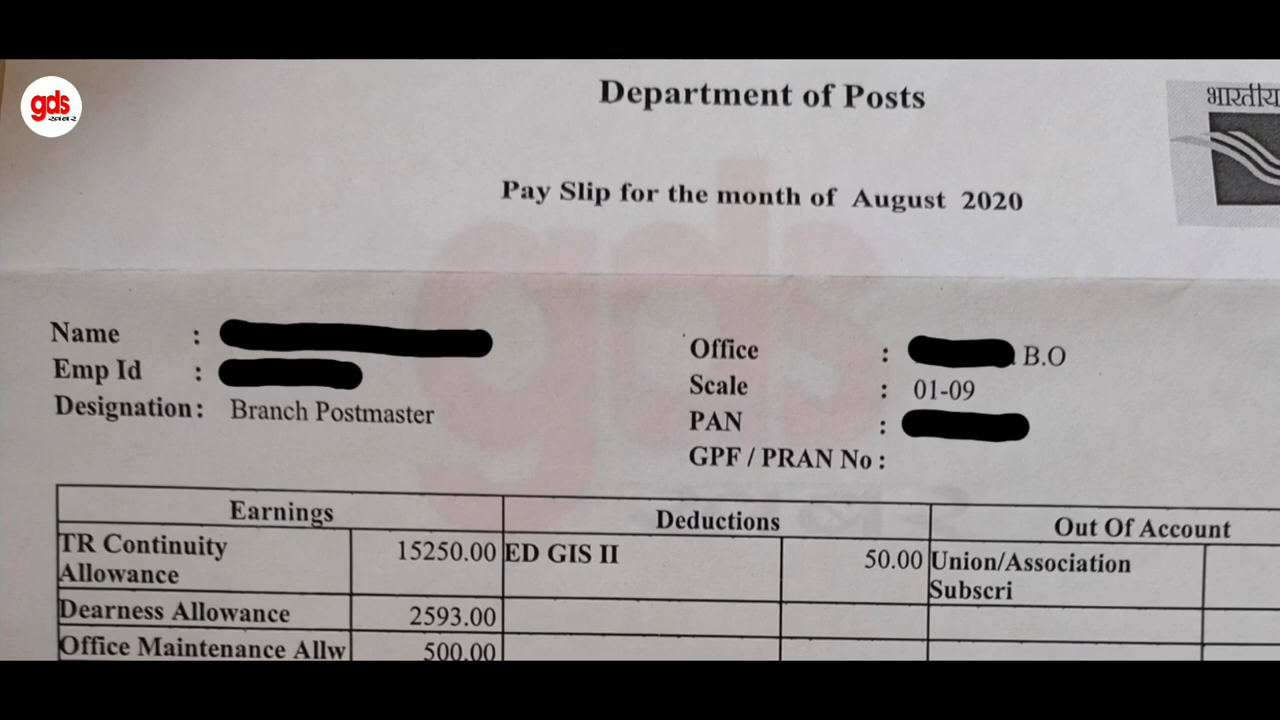 gds
खबर
Department of Posts
भारतीय
Pay Slip for the month of August 2020
Name :
Emp Id :
Designation : Branch Postmaster
Office : B.O
Scale : 01-09
PAN :
GPF / PRAN No :
Earnings Deductions Out Of Account
TR Continuity Allowance 15250.00 ED GIS II 50.00 Union/Association Subscri
Dearness Allowance 2593.00
Office Maintenance Allw 500.00